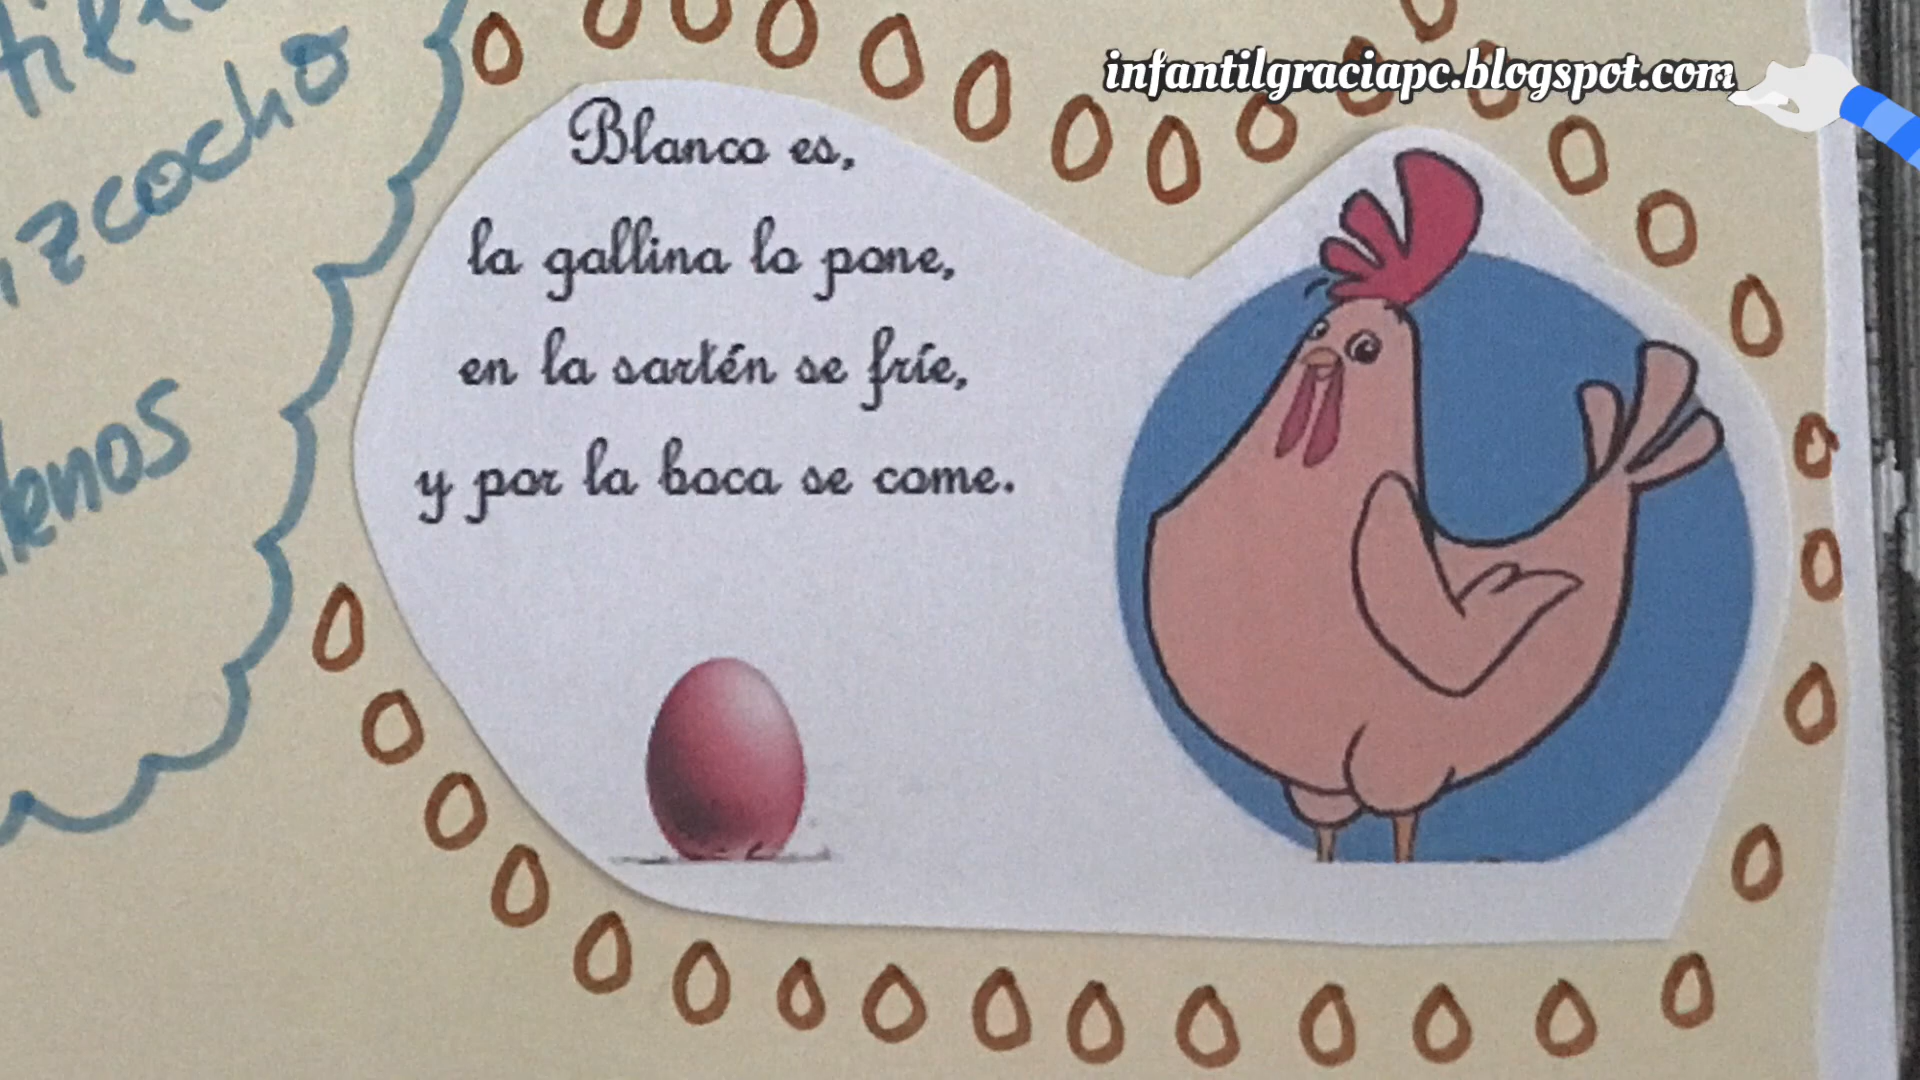 infantilgraciapc.blogspot.com
izcocho
Blanco es,
la gallina lo pone,
en la sartén se fríe,
y por la boca se come.